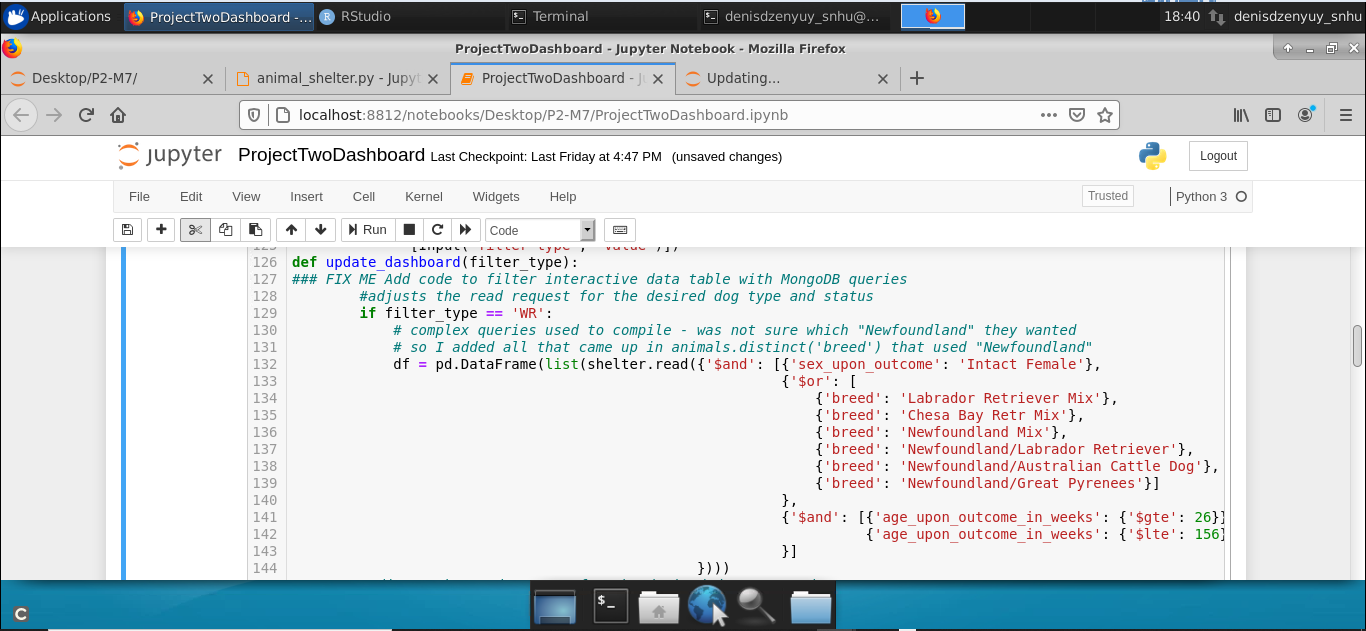 Applications
ProjectTwoDashboard -...
RStudio
Terminal
denisdzenyuy_snhu@...
18:40
denisdzenyuy_snhu
ProjectTwoDashboard - Jupyter Notebook - Mozilla Firefox
Desktop/P2-M7/
animal_shelter.py - Jupyt
ProjectTwoDashboard - J
Updating...
localhost:8812/notebooks/Desktop/P2-M7/ProjectTwoDashboard.ipynb
jupyter ProjectTwoDashboard Last Checkpoint: Last Friday at 4:47 PM (unsaved changes)
Logout
File Edit View Insert Cell Kernel Widgets Help
Trusted
Python 3
Run
Code
125 [Input('filter_type', 'value')])
126 def update_dashboard(filter_type):
127 ### FIX ME Add code to filter interactive data table with MongoDB queries
128 #adjusts the read request for the desired dog type and status
129 if filter_type == 'WR':
130 # complex queries used to compile - was not sure which "Newfoundland" they wanted
131 # so I added all that came up in animals.distinct('breed') that used "Newfoundland"
132 df = pd.DataFrame(list(shelter.read({'$and': [{'sex_upon_outcome': 'Intact Female'},
133 {'$or': [
134 {'breed': 'Labrador Retriever Mix'},
135 {'breed': 'Chesa Bay Retr Mix'},
136 {'breed': 'Newfoundland Mix'},
137 {'breed': 'Newfoundland/Labrador Retriever'},
138 {'breed': 'Newfoundland/Australian Cattle Dog'},
139 {'breed': 'Newfoundland/Great Pyrenees'}]
140 },
141 {'$and': [{'age_upon_outcome_in_weeks': {'$gte': 26}}
142 {'age_upon_outcome_in_weeks': {'$lte': 156}
143 }]
144 })))